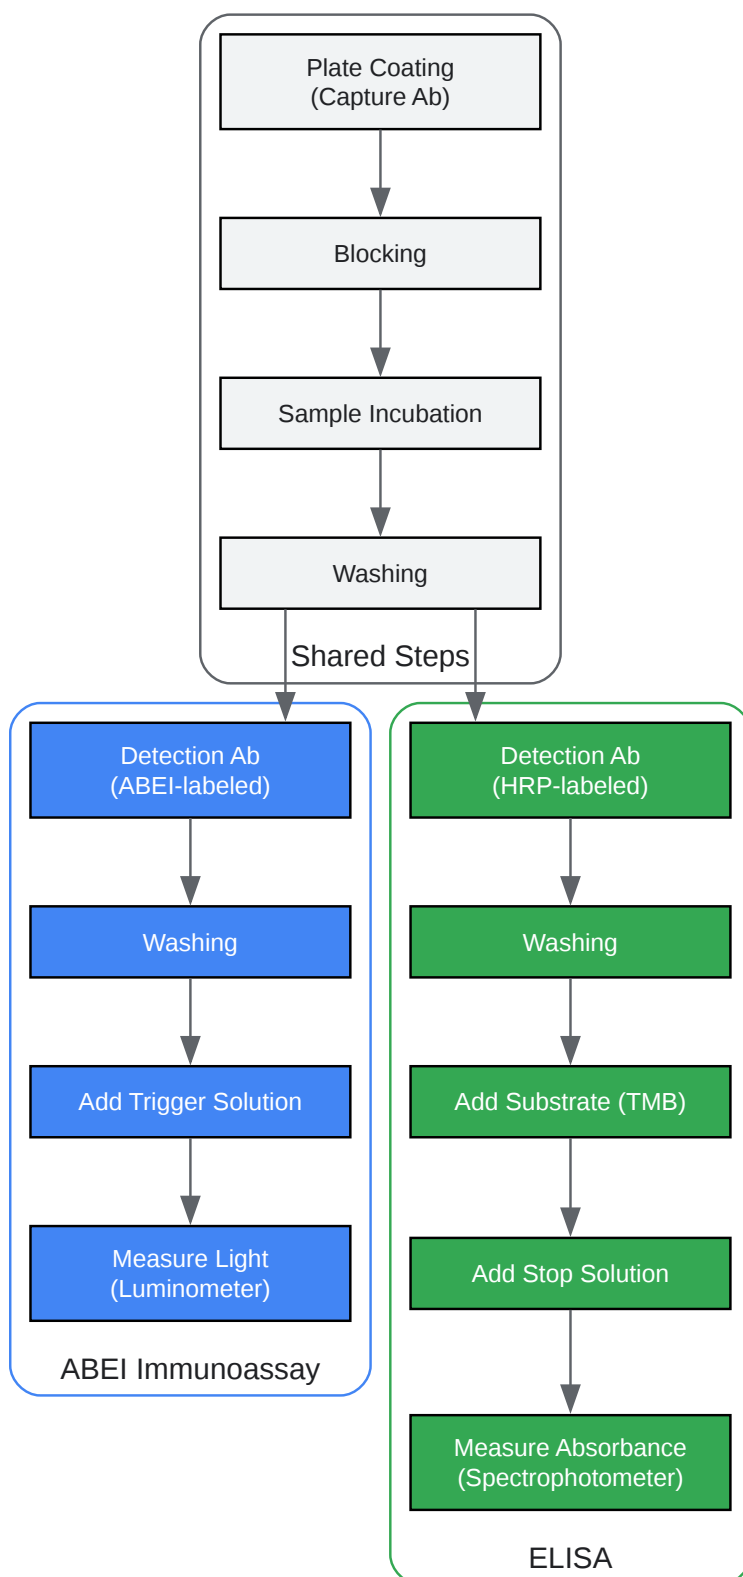 Plate Coating
(Capture Ab)
Blocking
Sample Incubation
Washing
Shared Steps
Detection Ab
(ABEI-labeled)
Washing
Add Trigger Solution
Measure Light
(Luminometer)
ABEI Immunoassay
Detection Ab
(HRP-labeled)
Washing
Add Substrate (TMB)
Add Stop Solution
Measure Absorbance
(Spectrophotometer)
ELISA